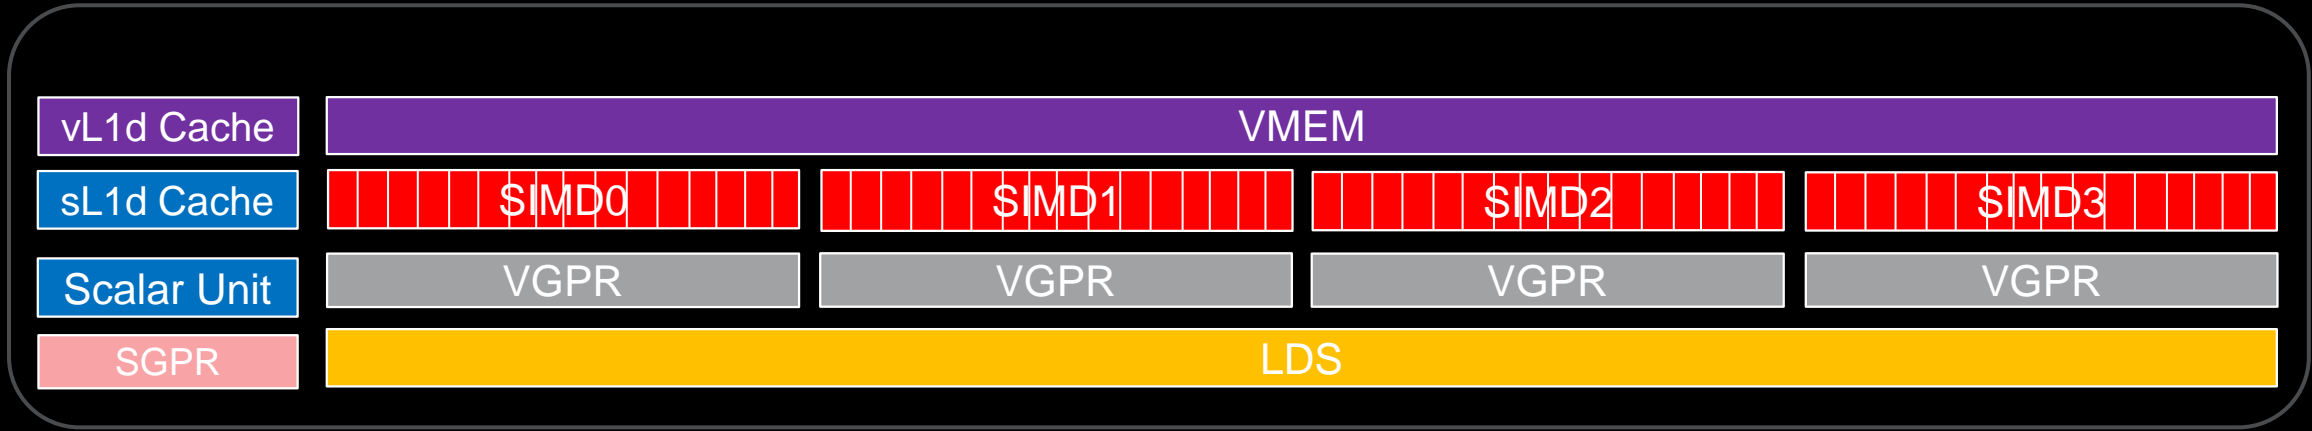 vL1d Cache
VMEM
sL1d Cache
SIMD0
SIMD1
SIMD2
SIMD3
Scalar Unit
VGPR
VGPR
VGPR
VGPR
SGPR
LDS